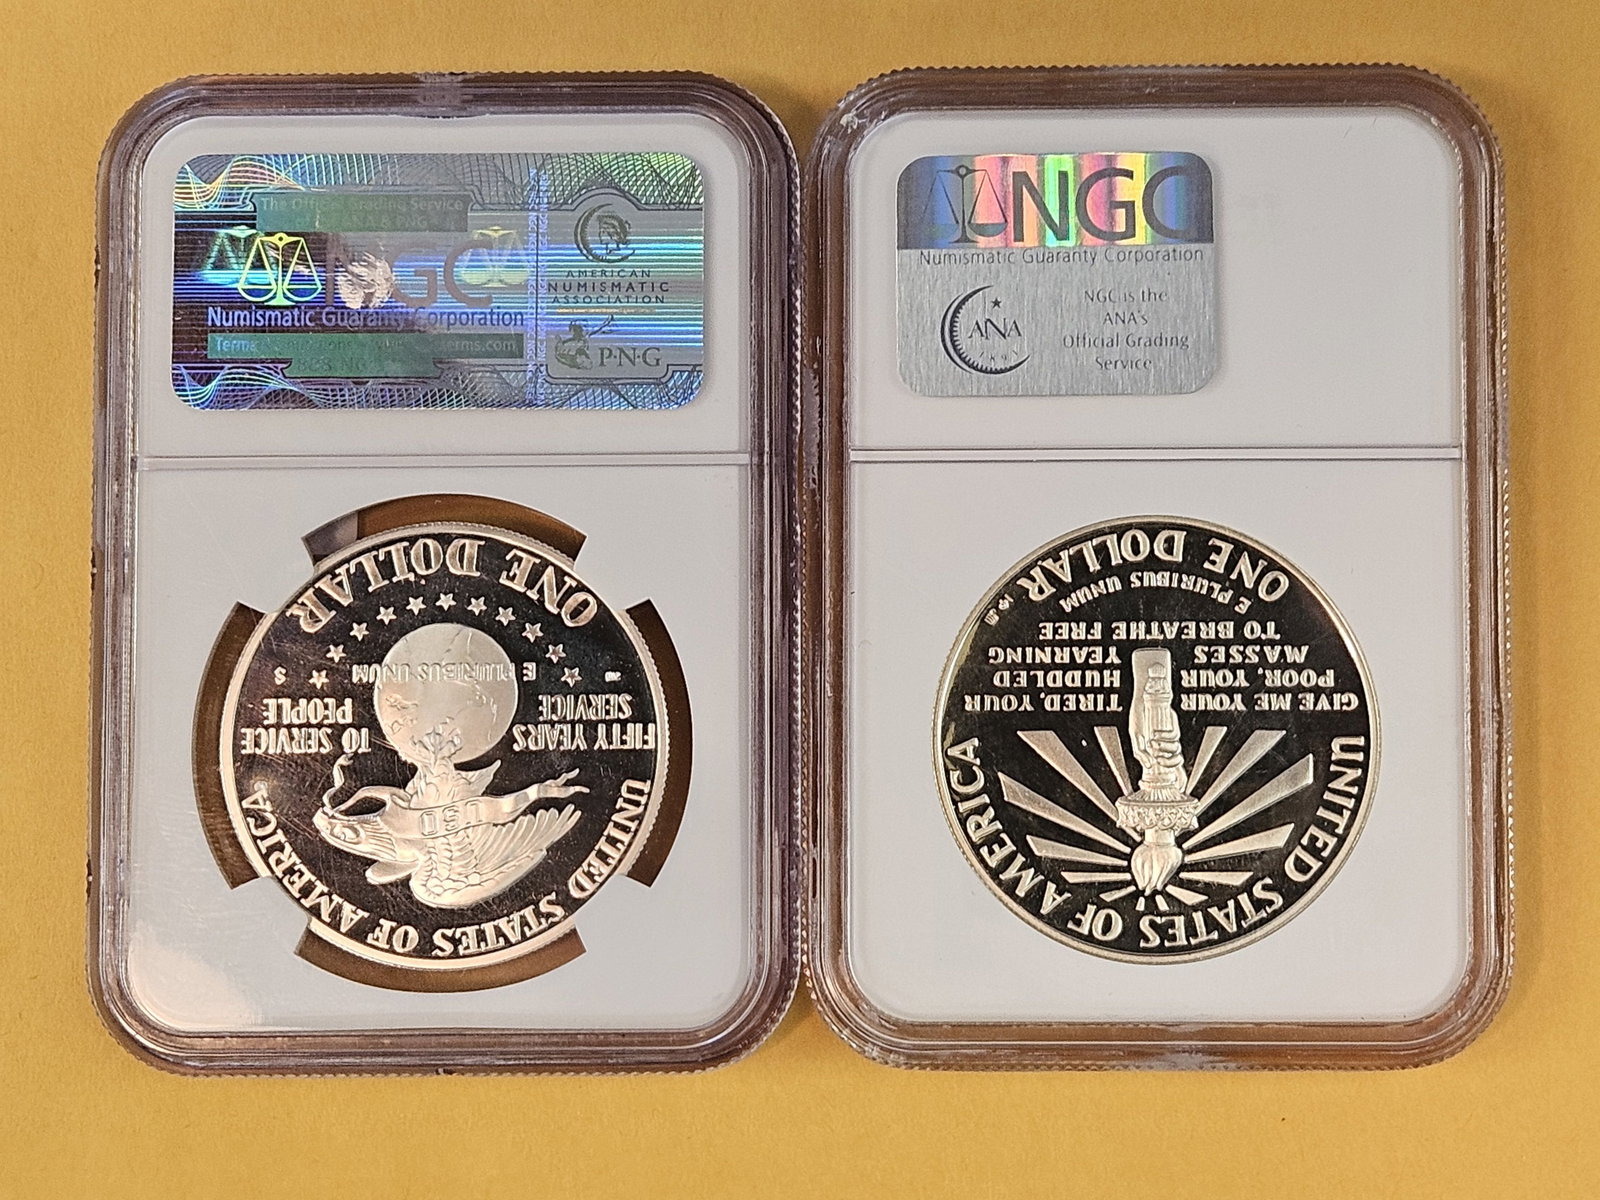 The Official Grading Service
NGC
Numismatic Guaranty Corporation
AMERICAN
NUMISMATIC
ASSOCIATION
P·N·G
UNITED STATES OF AMERICA
USO
FIFTY YEARS
SERVICE
TO SERVICE
PEOPLE
E PLURIBUS UNUM
S
ONE DOLLAR
NGC
Numismatic Guaranty Corporation
ANA
1891
NGC is the
ANA's
Official Grading
Service
UNITED STATES OF AMERICA
GIVE ME YOUR TIRED, YOUR
POOR, YOUR HUDDLED
MASSES YEARNING
TO BREATHE FREE
E PLURIBUS UNUM
ONE DOLLAR